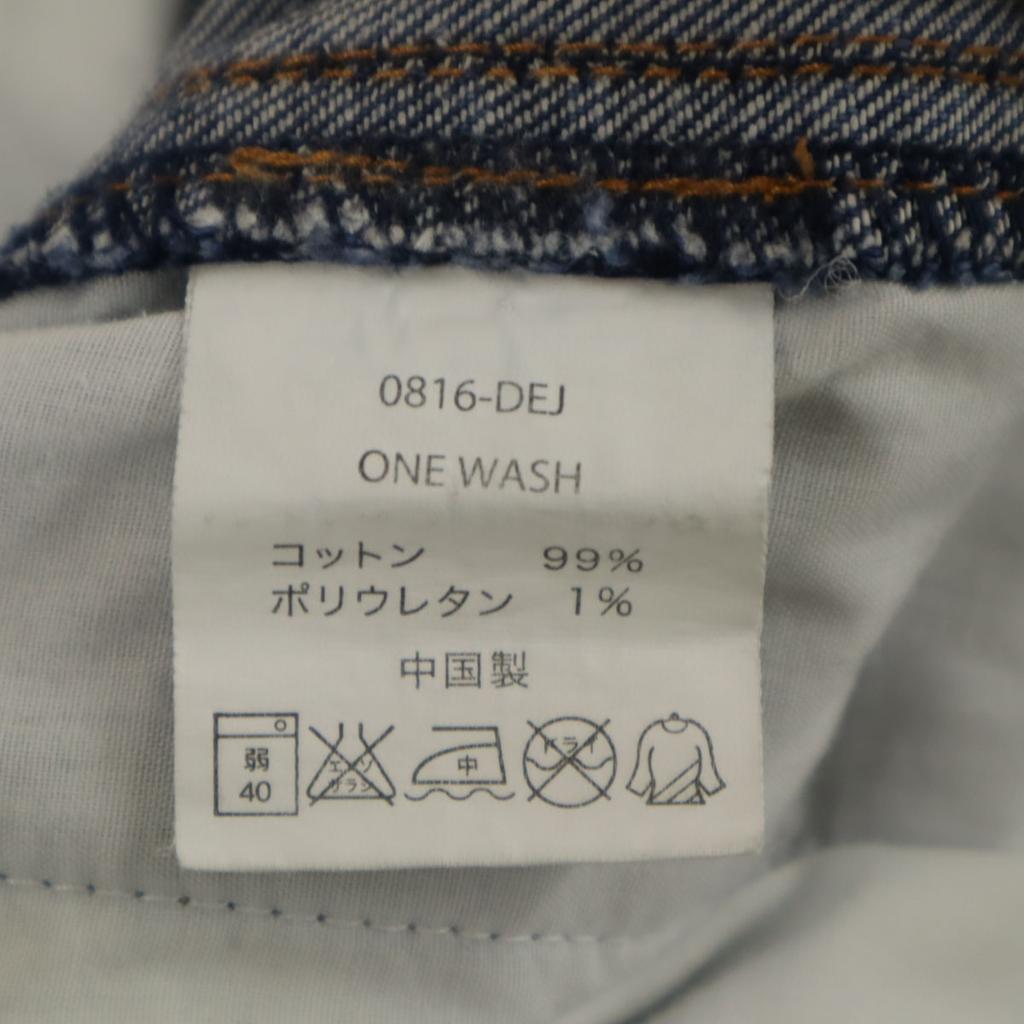 0816-DEJ
ONE WASH
コットン 99%
ポリウレタン 1%
中国製
弱 40 エンソ サラシ 中 ドライ